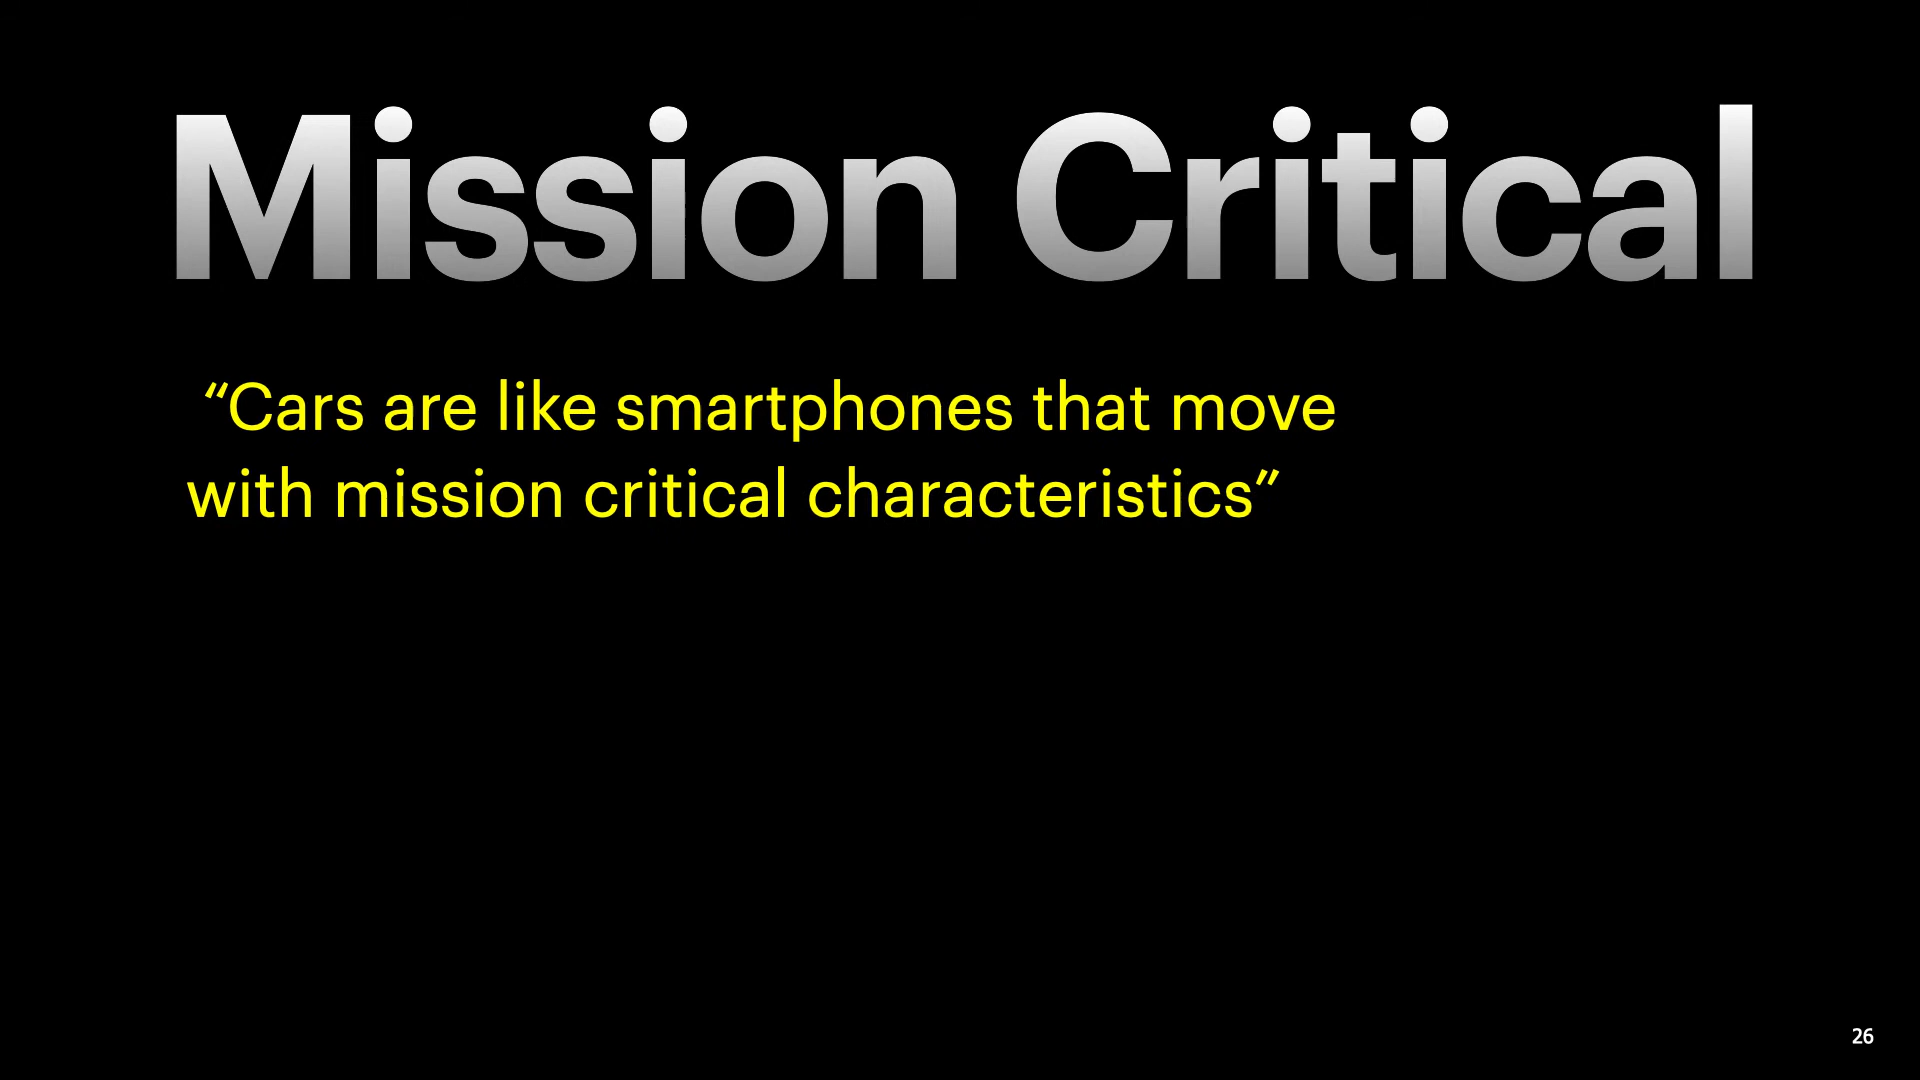 Mission Critical
“Cars are like smartphones that move
with mission critical characteristics”
26